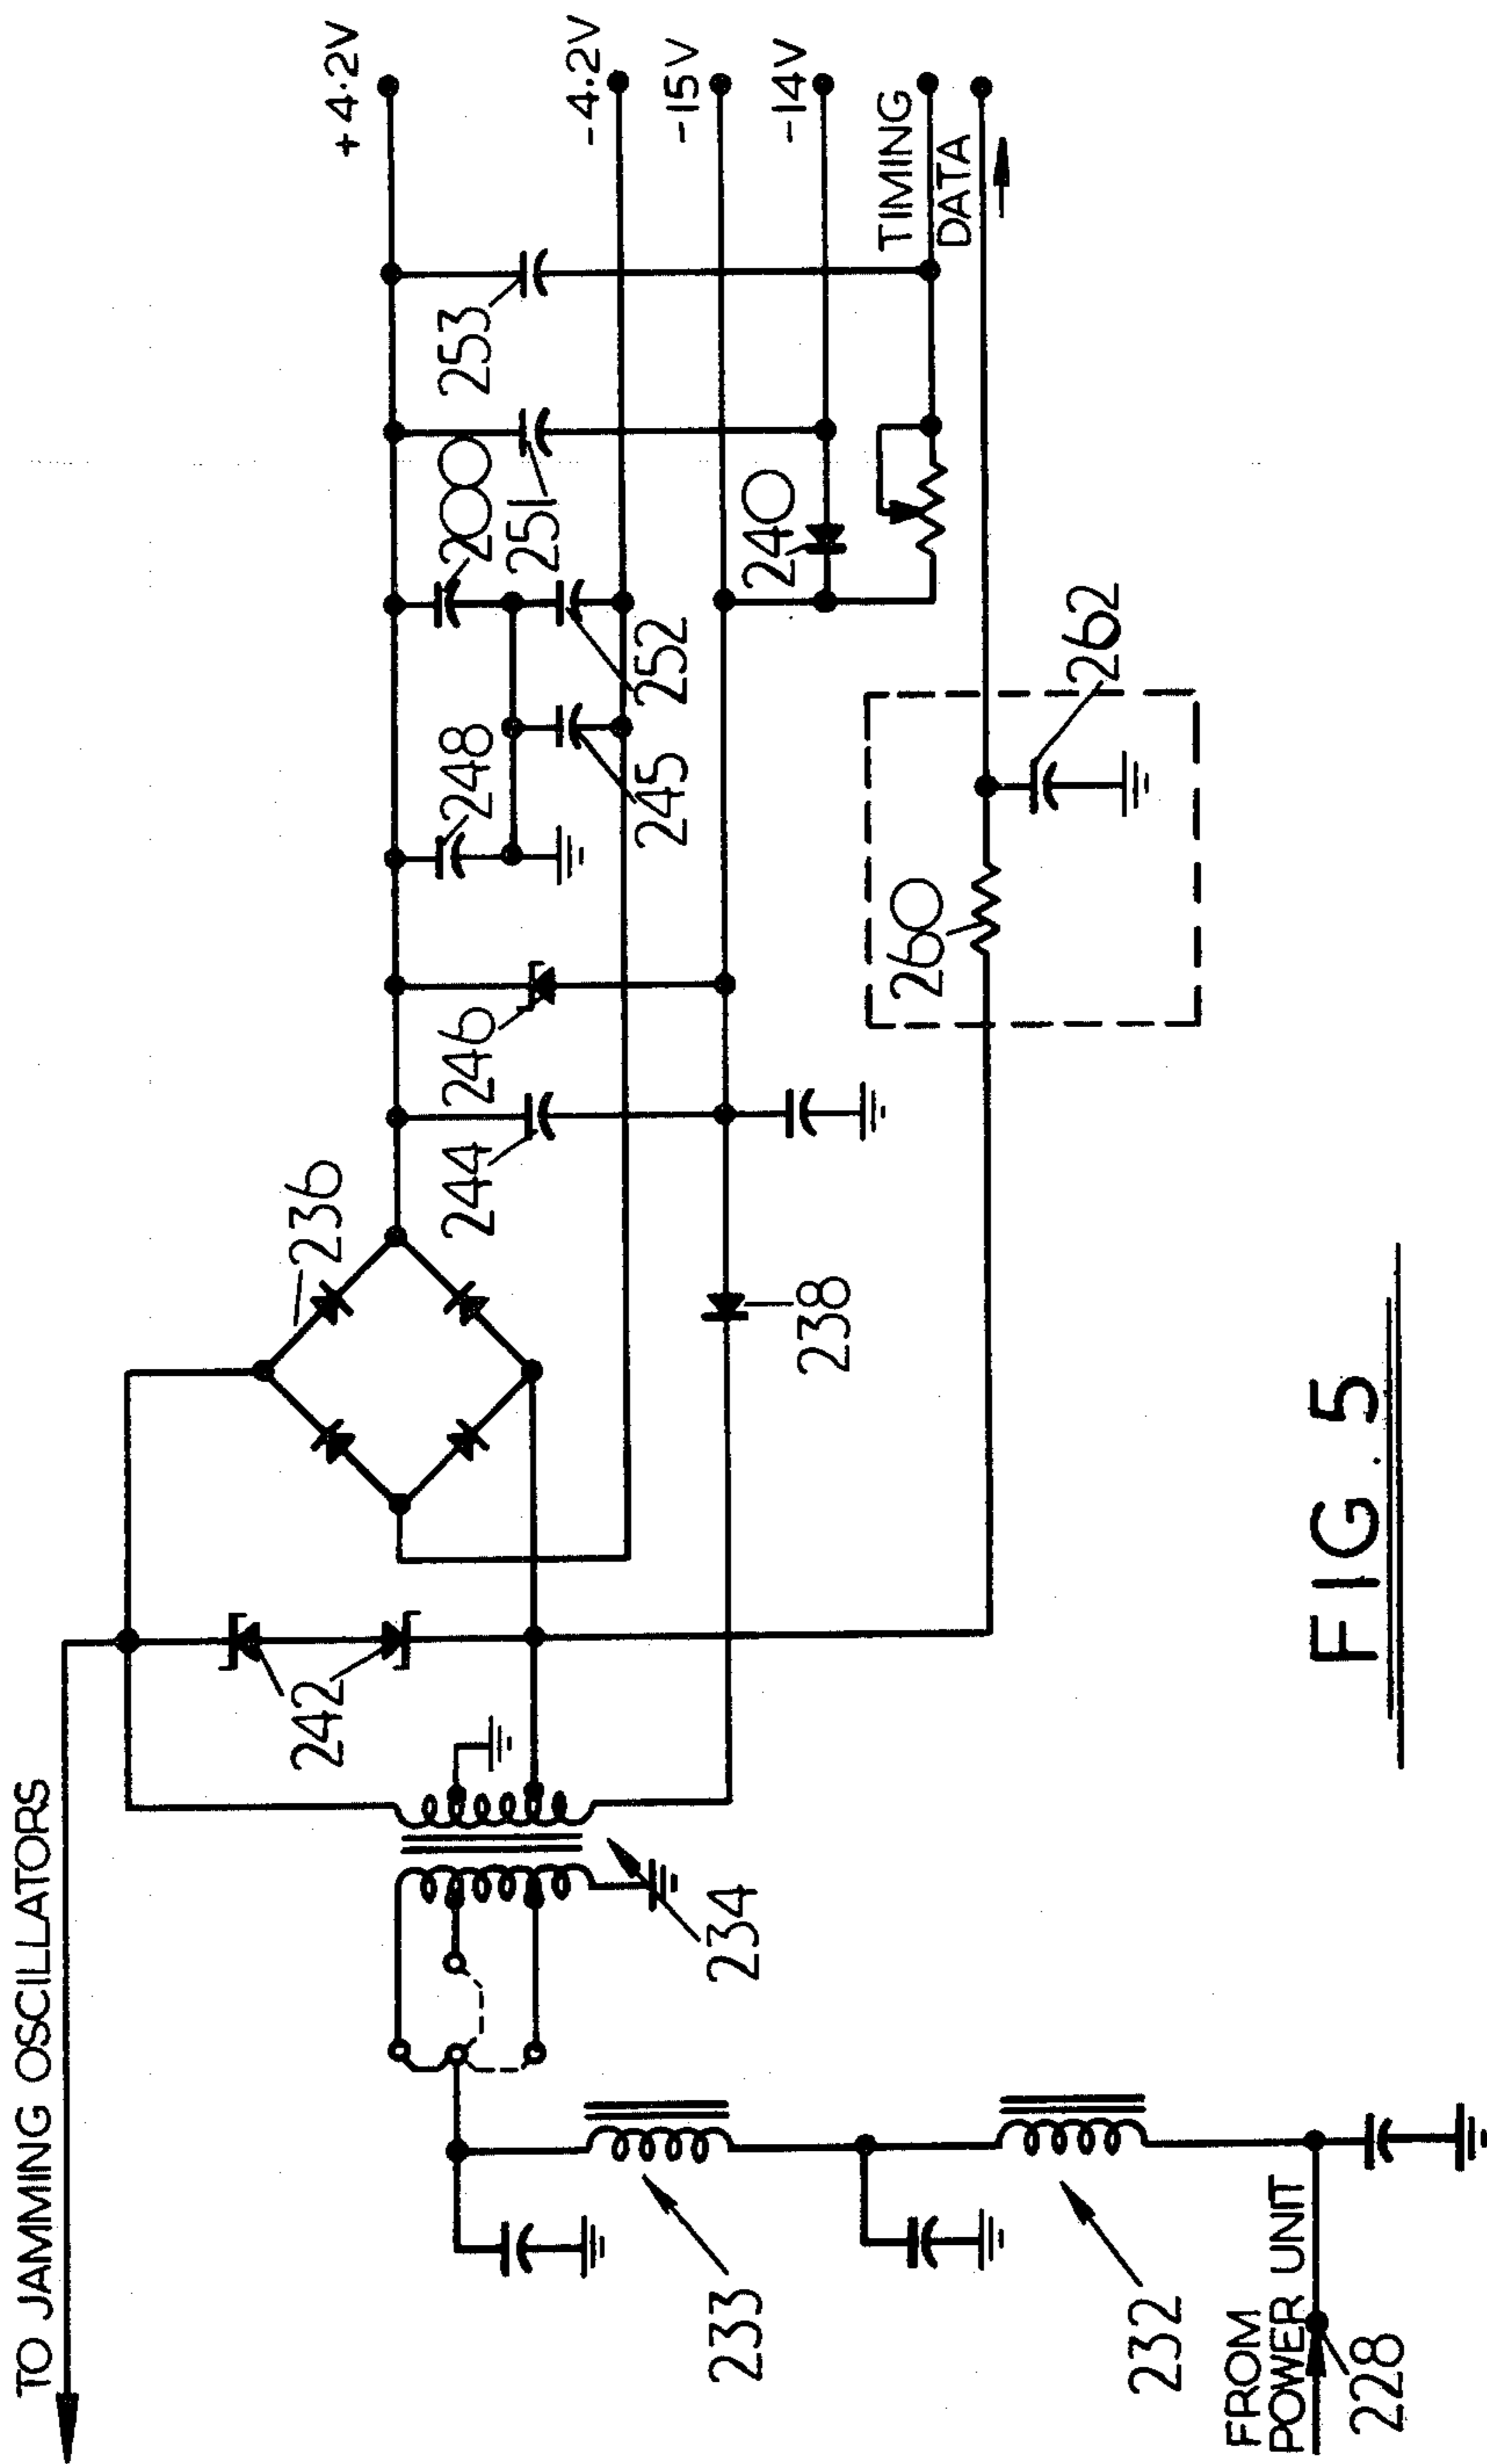 TO JAMMING OSCILLATORS
+4·2V
-4·2V
-15V
-14V
TIMING
DATA
236
242
244
246
248
200
251
253
245
252
240
238
234
260
262
233
232
FROM
POWER UNIT
228
FIG. 5